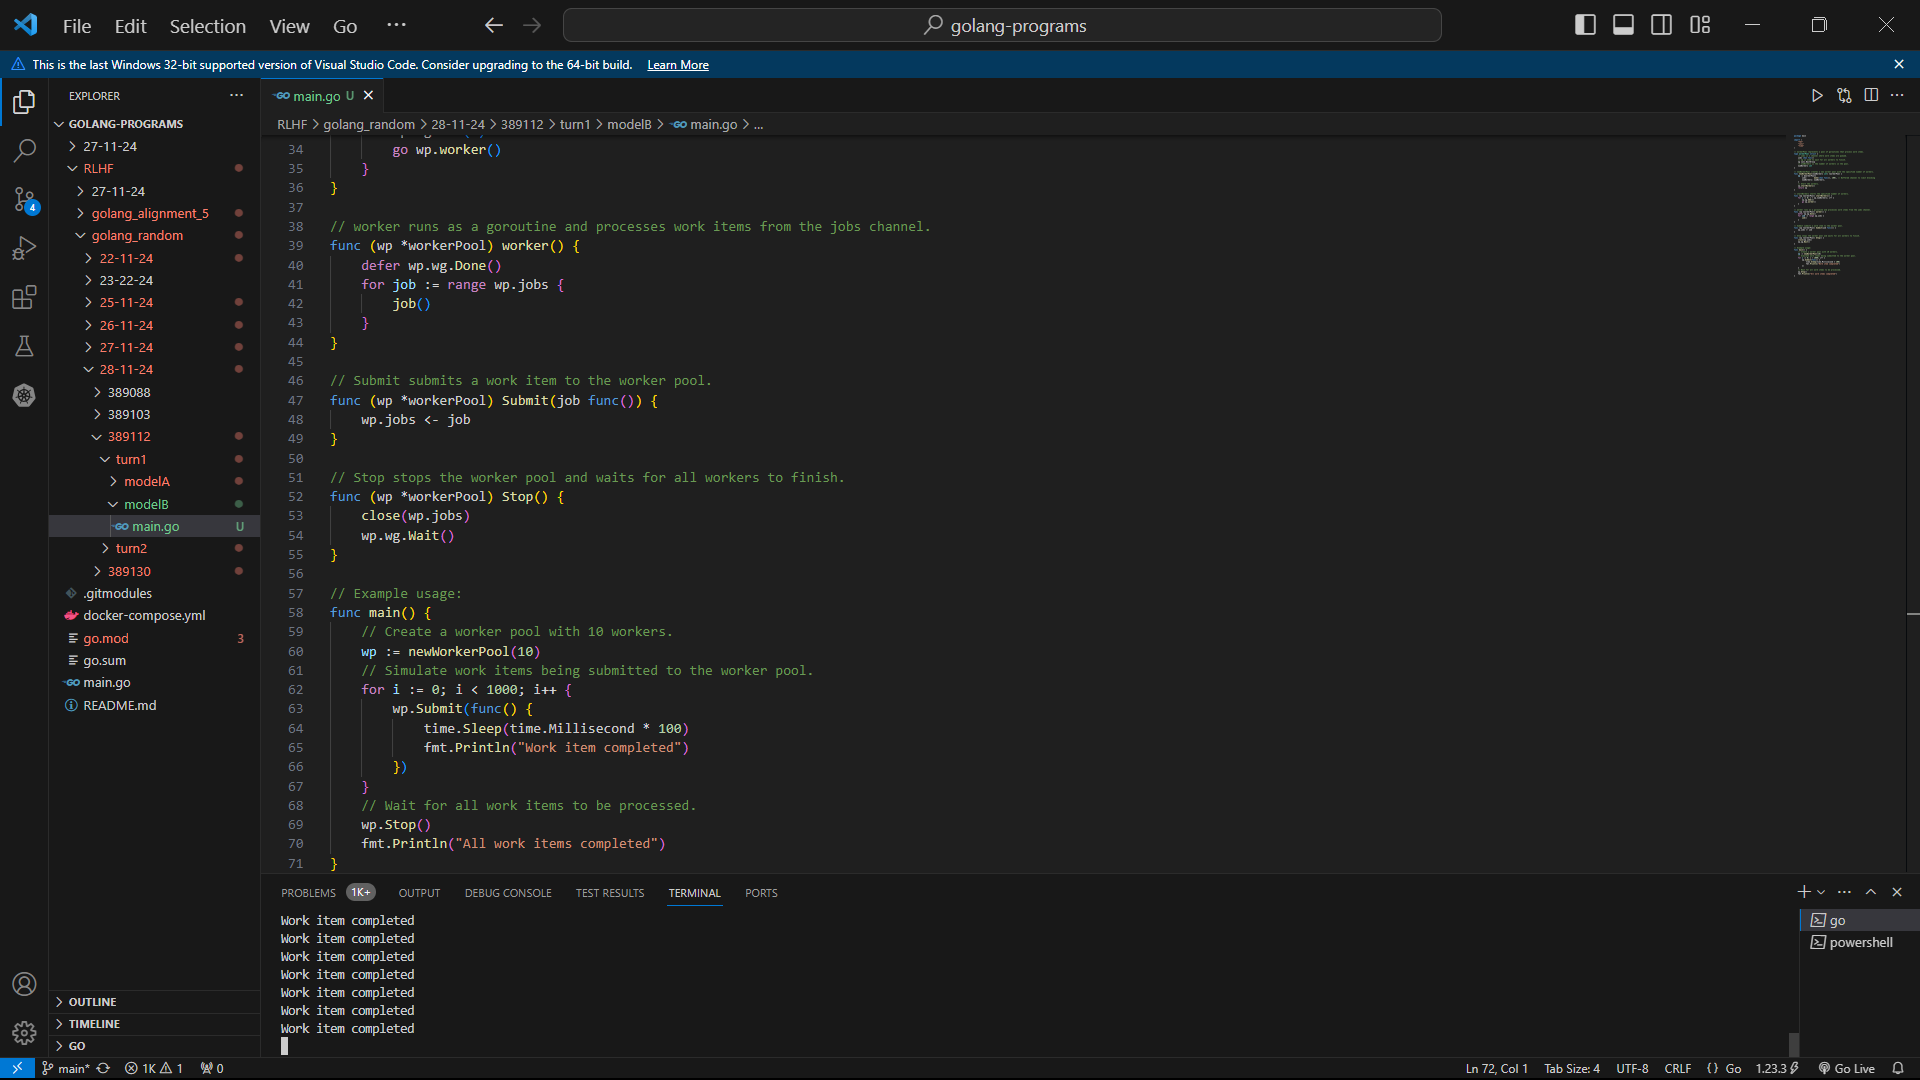 File Edit Selection View Go ··· golang-programs
This is the last Windows 32-bit supported version of Visual Studio Code. Consider upgrading to the 64-bit build. Learn More
EXPLORER
GOLANG-PROGRAMS
27-11-24
RLHF
27-11-24
golang_alignment_5
golang_random
22-11-24
23-22-24
25-11-24
26-11-24
27-11-24
28-11-24
389088
389103
389112
turn1
modelA
modelB
main.go U
turn2
389130
.gitmodules
docker-compose.yml
go.mod 3
go.sum
main.go
README.md
OUTLINE
TIMELINE
GO
4
main.go U
RLHF > golang_random > 28-11-24 > 389112 > turn1 > modelB > main.go > ...
34 go wp.worker()
35 }
36 }
37
38 // worker runs as a goroutine and processes work items from the jobs channel.
39 func (wp *workerPool) worker() {
40 defer wp.wg.Done()
41 for job := range wp.jobs {
42 job()
43 }
44 }
45
46 // Submit submits a work item to the worker pool.
47 func (wp *workerPool) Submit(job func()) {
48 wp.jobs <- job
49 }
50
51 // Stop stops the worker pool and waits for all workers to finish.
52 func (wp *workerPool) Stop() {
53 close(wp.jobs)
54 wp.wg.Wait()
55 }
56
57 // Example usage:
58 func main() {
59 // Create a worker pool with 10 workers.
60 wp := newWorkerPool(10)
61 // Simulate work items being submitted to the worker pool.
62 for i := 0; i < 1000; i++ {
63 wp.Submit(func() {
64 time.Sleep(time.Millisecond * 100)
65 fmt.Println("Work item completed")
66 })
67 }
68 // Wait for all work items to be processed.
69 wp.Stop()
70 fmt.Println("All work items completed")
71 }
PROBLEMS 1K+ OUTPUT DEBUG CONSOLE TEST RESULTS TERMINAL PORTS
Work item completed
Work item completed
Work item completed
Work item completed
Work item completed
Work item completed
Work item completed
go
powershell
main* 1K 1 0 Ln 72, Col 1 Tab Size: 4 UTF-8 CRLF {} Go 1.23.3 Go Live